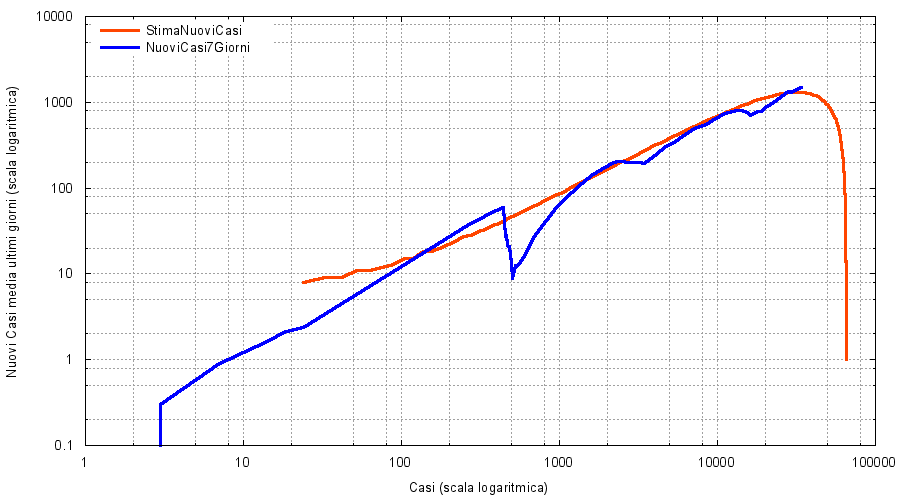 10000
1000
100
10
1
0.1
Nuovi Casi media ultimi giorni (scala logaritmica)
StimaNuoviCasi
NuoviCasi7Giorni
1 10 100 1000 10000 100000
Casi (scala logaritmica)